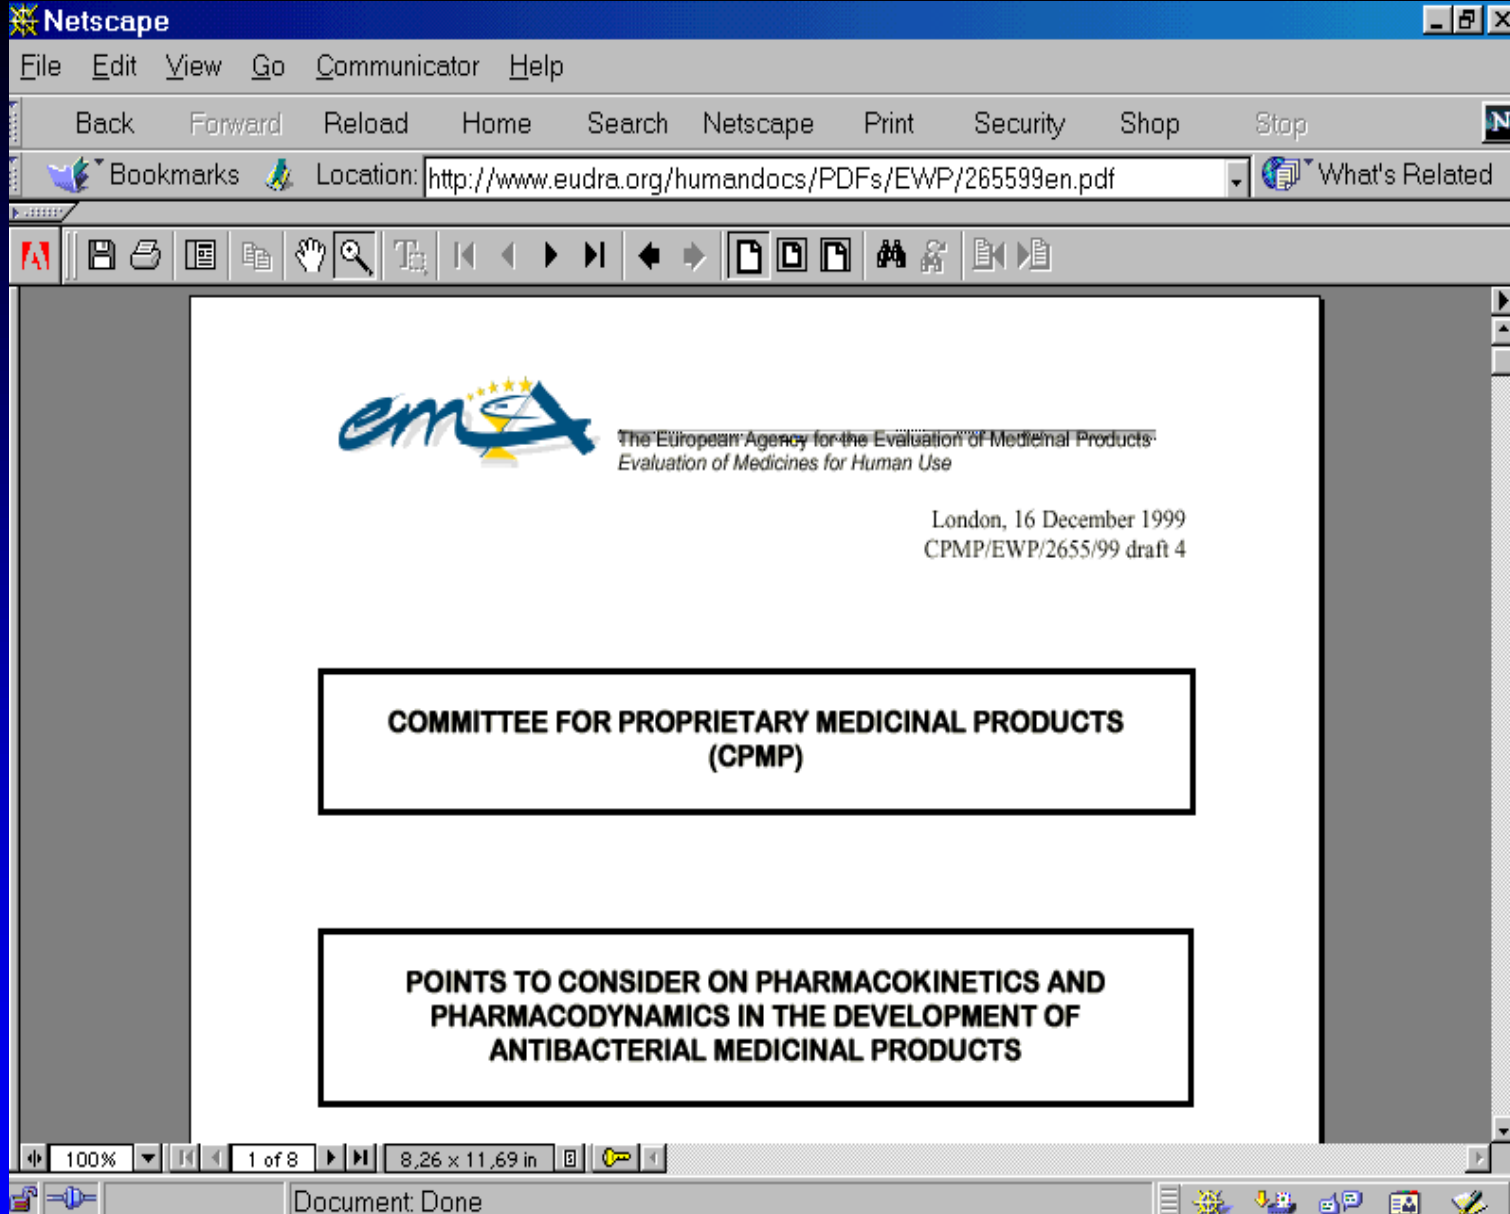 Netscape
File Edit View Go Communicator Help
Back Forward Reload Home Search Netscape Print Security Shop Stop N
Bookmarks Location: http://www.eudra.org/humandocs/PDFs/EWP/265599en.pdf What's Related
emea
The European Agency for the Evaluation of Medicinal Products
Evaluation of Medicines for Human Use
London, 16 December 1999
CPMP/EWP/2655/99 draft 4
COMMITTEE FOR PROPRIETARY MEDICINAL PRODUCTS
(CPMP)
POINTS TO CONSIDER ON PHARMACOKINETICS AND
PHARMACODYNAMICS IN THE DEVELOPMENT OF
ANTIBACTERIAL MEDICINAL PRODUCTS
100% 1 of 8 8,26 x 11,69 in
Document: Done